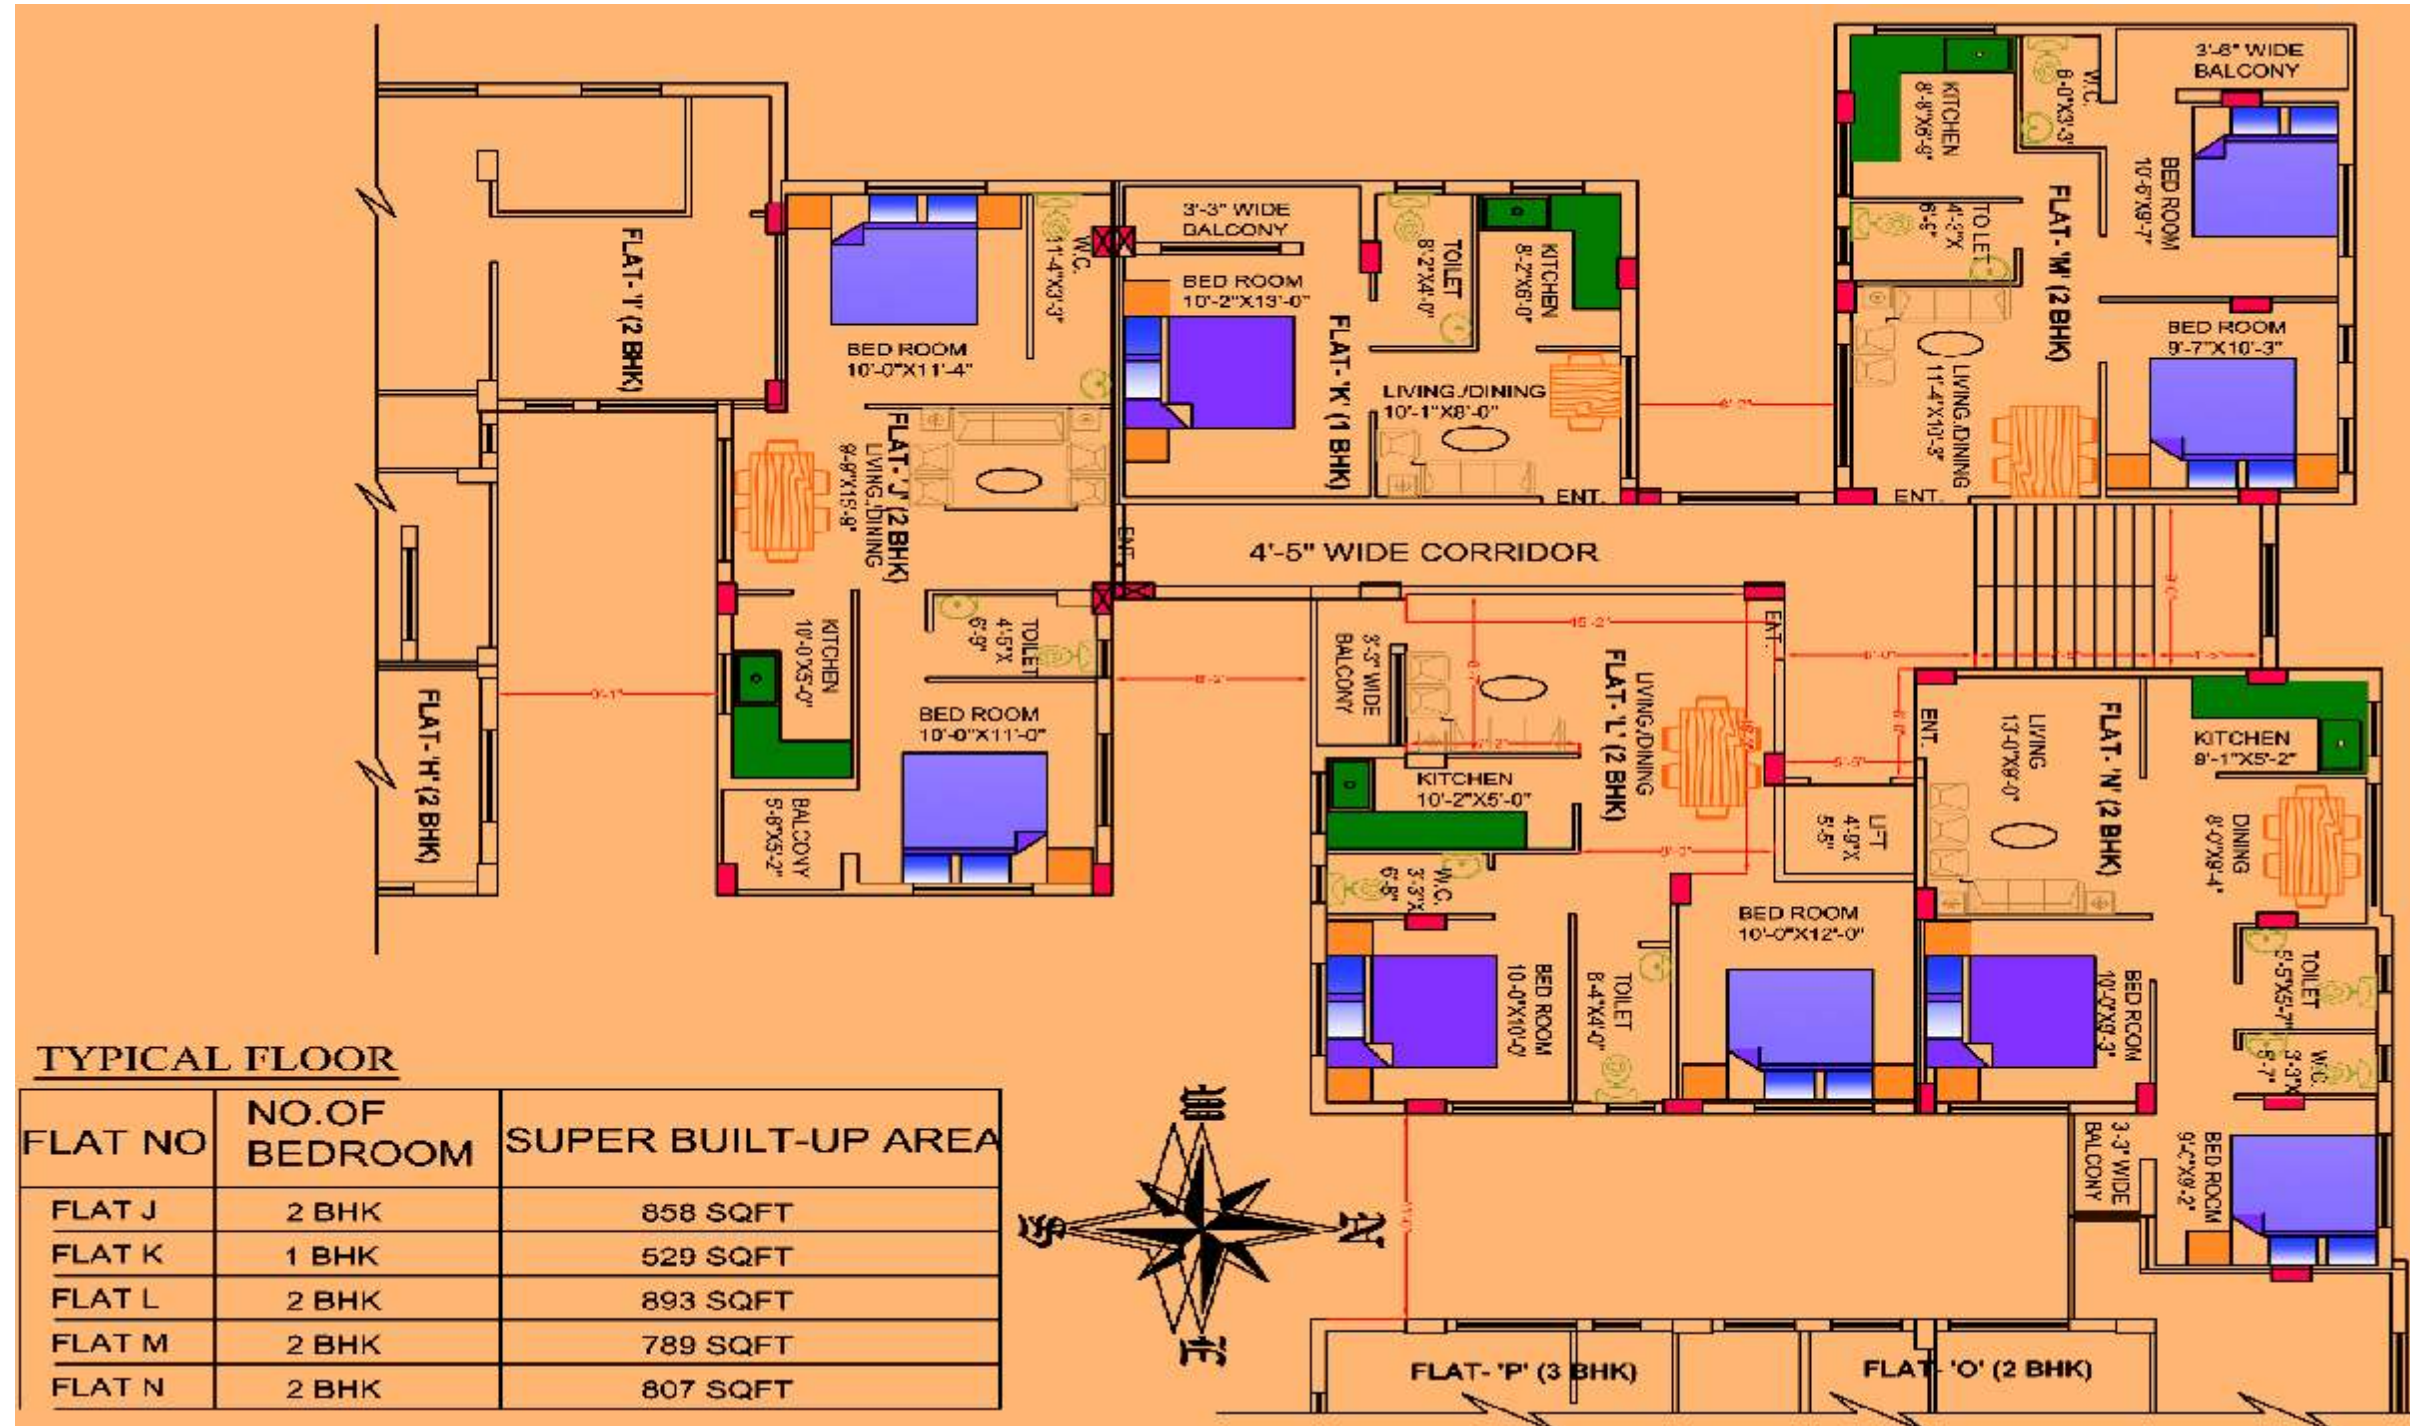 3'-6" WIDE
BALCONY
W.C.
6'-0"X3'-3"
KITCHEN
8'-8"X6'-6"
BED ROOM
10'-6"X9'-7"
FLAT- 'M' (2 BHK)
BED ROOM
9'-7"X10'-3"
LIVING./DINING
11'-4"X10'-3"
ENT.
FLAT- 'I' (2 BHK)
W.C.
11'-4"X3'-3"
BED ROOM
10'-0"X11'-4"
FLAT- 'J' (2 BHK)
LIVING./DINING
ENT.
KITCHEN
10'-0"X5'-0"
TOILET
4'-5"X
6'-9"
BED ROOM
10'-0"X11'-0"
BALCONY
5'-8"X5'-2"
3'-3" WIDE
BALCONY
BED ROOM
10'-2"X13'-0"
TOILET
8'-2"X4'-0"
KITCHEN
8'-2"X6'-0"
FLAT- 'K' (1 BHK)
LIVING./DINING
10'-1"X8'-0"
ENT.
4'-5" WIDE CORRIDOR
FLAT- 'H' (2 BHK)
9'-1"
15'-2"
ENT.
3'-3" WIDE
BALCONY
FLAT- 'L' (2 BHK)
LIVING/DINING
KITCHEN
10'-2"X5'-0"
W.C.
3'-3"X
6'-8"
BED ROOM
10'-0"X10'-0'
TOILET
8-4"X4'-0"
BED ROOM
10'-0"X12'-0"
5'-5"
LIFT
4'-9"X
5'-5"
ENT.
LIVING
13'-0"X9'-0"
FLAT- 'N' (2 BHK)
KITCHEN
9'-1"X5'-2"
DINING
8'-0"X9'-4"
TOILET
5'-5"X5'-7"
BED ROOM
10'-0"X9'-3"
W.C.
3'-3"X
5'-7"
3'-3" WIDE
BALCONY
BED ROOM
FLAT- 'P' (3 BHK)
FLAT- 'O' (2 BHK)
W
S
N
E
TYPICAL FLOOR
FLAT NO NO.OF BEDROOM SUPER BUILT-UP AREA
FLAT J 2 BHK 858 SQFT
FLAT K 1 BHK 529 SQFT
FLAT L 2 BHK 893 SQFT
FLAT M 2 BHK 789 SQFT
FLAT N 2 BHK 807 SQFT